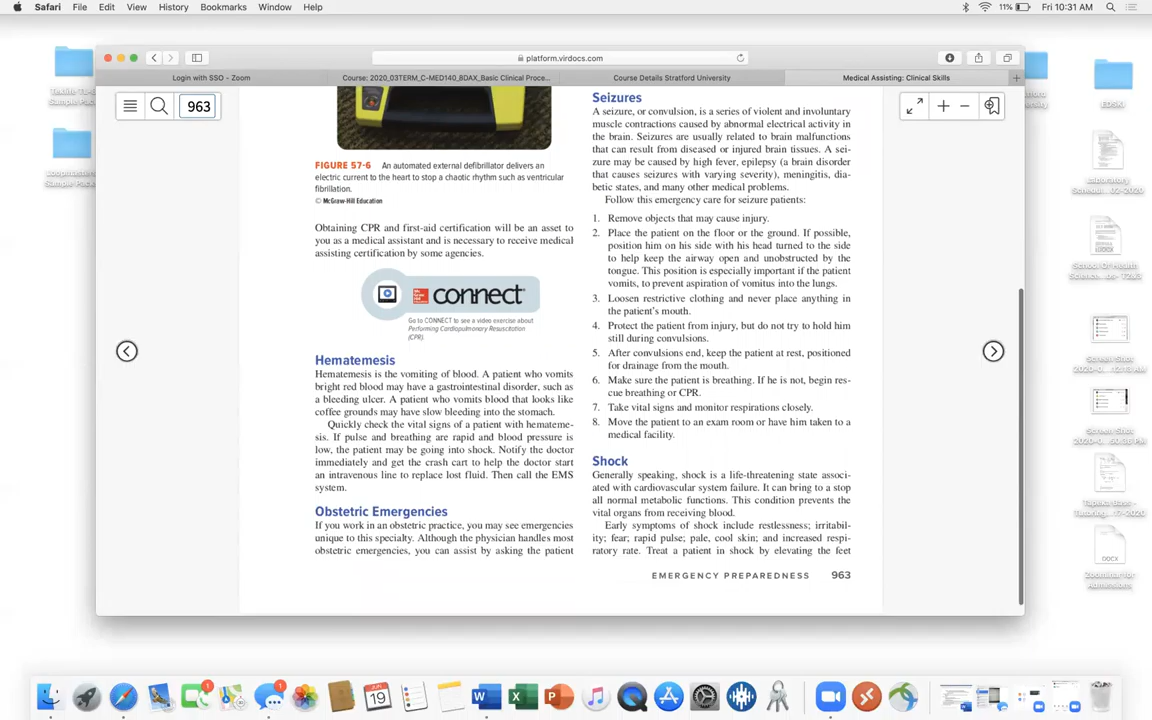 Safari File Edit View History Bookmarks Window Help
11% Fri 10:31 AM
platform.virdocs.com
Login with SSO - Zoom
Course: 2020_03TERM_C-MED140_8DAX_Basic Clinical Proce...
Course Details Stratford University
Medical Assisting: Clinical Skills
963
FIGURE 57-6 An automated external defibrillator delivers an
electric current to the heart to stop a chaotic rhythm such as ventricular
fibrillation.
© McGraw-Hill Education
Obtaining CPR and first-aid certification will be an asset to
you as a medical assistant and is necessary to receive medical
assisting certification by some agencies.
connect
Go to CONNECT to see a video exercise about
Performing Cardiopulmonary Resuscitation
(CPR).
Hematemesis
Hematemesis is the vomiting of blood. A patient who vomits
bright red blood may have a gastrointestinal disorder, such as
a bleeding ulcer. A patient who vomits blood that looks like
coffee grounds may have slow bleeding into the stomach.
Quickly check the vital signs of a patient with hemateme-
sis. If pulse and breathing are rapid and blood pressure is
low, the patient may be going into shock. Notify the doctor
immediately and get the crash cart to help the doctor start
an intravenous line to replace lost fluid. Then call the EMS
system.
Obstetric Emergencies
If you work in an obstetric practice, you may see emergencies
unique to this specialty. Although the physician handles most
obstetric emergencies, you can assist by asking the patient
Seizures
A seizure, or convulsion, is a series of violent and involuntary
muscle contractions caused by abnormal electrical activity in
the brain. Seizures are usually related to brain malfunctions
that can result from diseased or injured brain tissues. A sei-
zure may be caused by high fever, epilepsy (a brain disorder
that causes seizures with varying severity), meningitis, dia-
betic states, and many other medical problems.
Follow this emergency care for seizure patients:
1. Remove objects that may cause injury.
2. Place the patient on the floor or the ground. If possible,
position him on his side with his head turned to the side
to help keep the airway open and unobstructed by the
tongue. This position is especially important if the patient
vomits, to prevent aspiration of vomitus into the lungs.
3. Loosen restrictive clothing and never place anything in
the patient's mouth.
4. Protect the patient from injury, but do not try to hold him
still during convulsions.
5. After convulsions end, keep the patient at rest, positioned
for drainage from the mouth.
6. Make sure the patient is breathing. If he is not, begin res-
cue breathing or CPR.
7. Take vital signs and monitor respirations closely.
8. Move the patient to an exam room or have him taken to a
medical facility.
Shock
Generally speaking, shock is a life-threatening state associ-
ated with cardiovascular system failure. It can bring to a stop
all normal metabolic functions. This condition prevents the
vital organs from receiving blood.
Early symptoms of shock include restlessness; irritabil-
ity; fear; rapid pulse; pale, cool skin; and increased respi-
ratory rate. Treat a patient in shock by elevating the feet
EMERGENCY PREPAREDNESS 963
Sample Pac
Sample Pac
EDSKI
DOCX
Zoominar for
Admissions
JUN
19